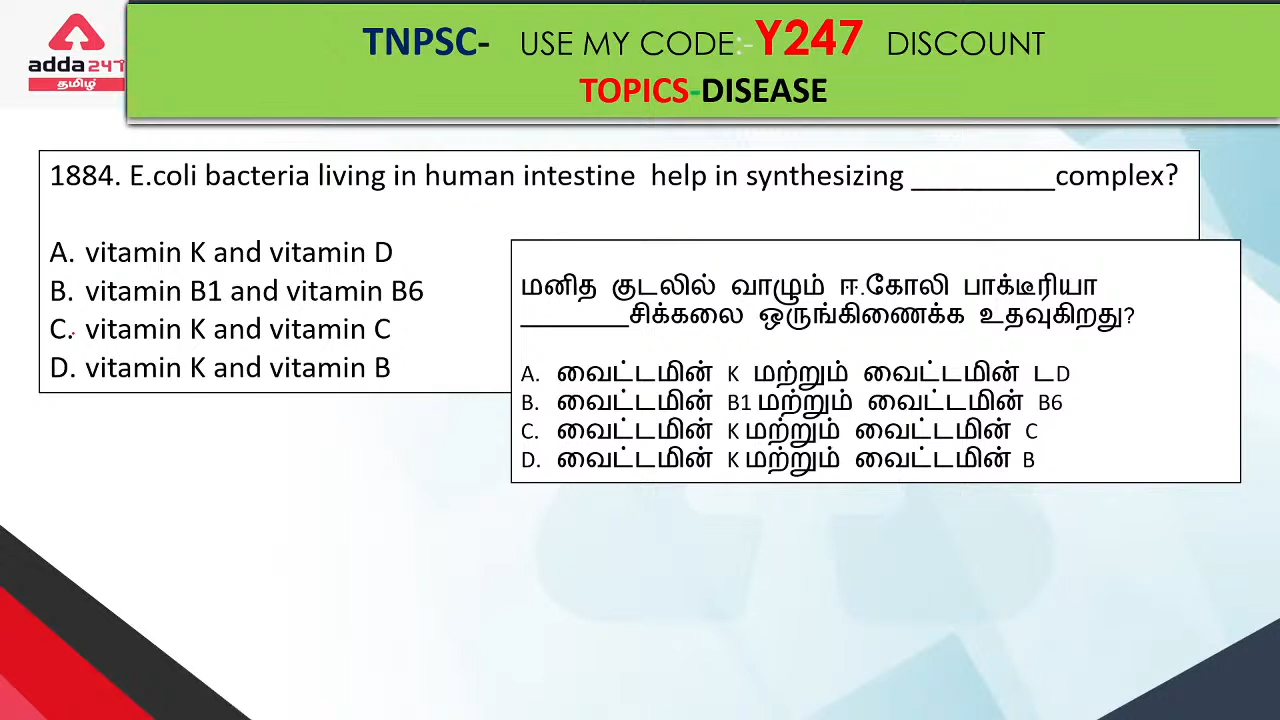 adda247
தமிழ்
TNPSC- USE MY CODE:-Y247 DISCOUNT
TOPICS-DISEASE
1884. E.coli bacteria living in human intestine help in synthesizing __________complex?
A. vitamin K and vitamin D
B. vitamin B1 and vitamin B6
C. vitamin K and vitamin C
D. vitamin K and vitamin B
மனித குடலில் வாழும் ஈ.கோலி பாக்டீரியா
________சிக்கலை ஒருங்கிணைக்க உதவுகிறது?
A. வைட்டமின் K மற்றும் வைட்டமின் டD
B. வைட்டமின் B1 மற்றும் வைட்டமின் B6
C. வைட்டமின் K மற்றும் வைட்டமின் C
D. வைட்டமின் K மற்றும் வைட்டமின் B